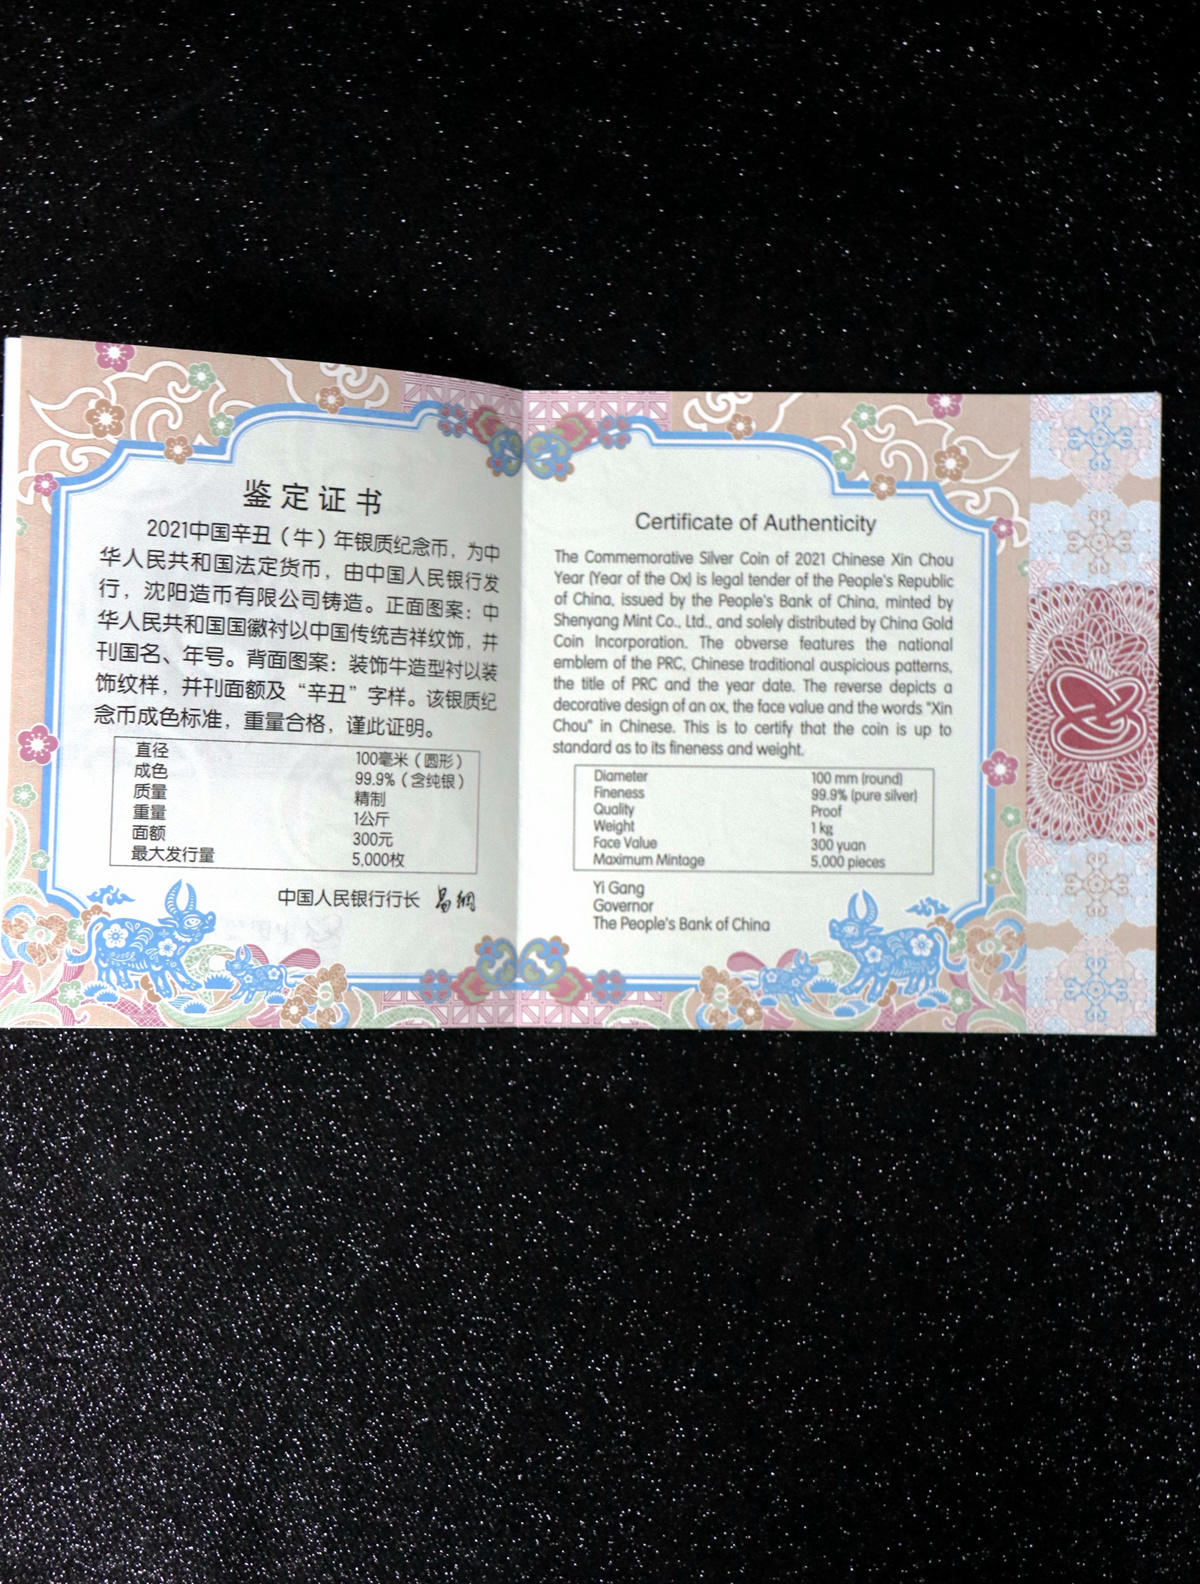 鉴定证书
2021中国辛丑（牛）年银质纪念币，为中
华人民共和国法定货币，由中国人民银行发
行，沈阳造币有限公司铸造。正面图案：中
华人民共和国国徽衬以中国传统吉祥纹饰，并
刊国名、年号。背面图案：装饰牛造型衬以装
饰纹样，并刊面额及“辛丑”字样。该银质纪
念币成色标准，重量合格，谨此证明。
直径 100毫米（圆形）
成色 99.9%（含纯银）
质量 精制
重量 1公斤
面额 300元
最大发行量 5,000枚
中国人民银行行长 易纲
Certificate of Authenticity
The Commemorative Silver Coin of 2021 Chinese Xin Chou
Year (Year of the Ox) is legal tender of the People's Republic
of China, issued by the People's Bank of China, minted by
Shenyang Mint Co., Ltd., and solely distributed by China Gold
Coin Incorporation. The obverse features the national
emblem of the PRC, Chinese traditional auspicious patterns,
the title of PRC and the year date. The reverse depicts a
decorative design of an ox, the face value and the words "Xin
Chou" in Chinese. This is to certify that the coin is up to
standard as to its fineness and weight.
Diameter 100 mm (round)
Fineness 99.9% (pure silver)
Quality Proof
Weight 1 kg
Face Value 300 yuan
Maximum Mintage 5,000 pieces
Yi Gang
Governor
The People's Bank of China